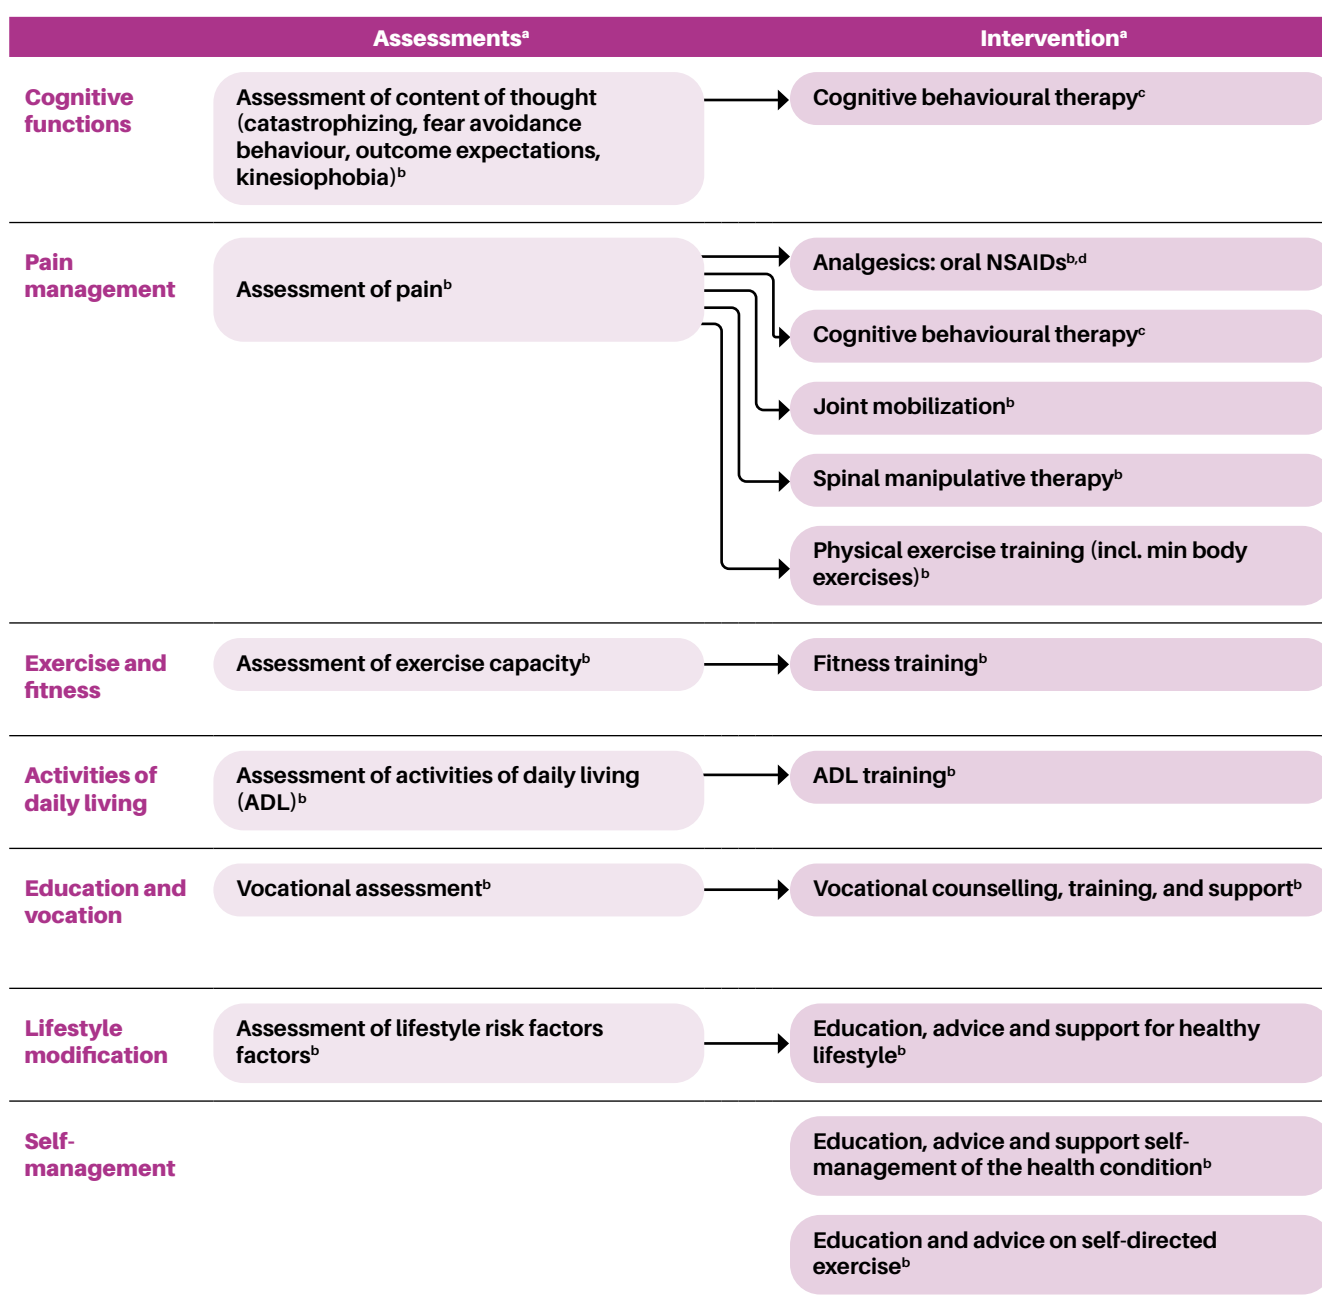 Assessmentsᵃ Interventionᵃ
Cognitive
functions
Assessment of content of thought
(catastrophizing, fear avoidance
behaviour, outcome expectations,
kinesiophobia)ᵇ
Cognitive behavioural therapyᶜ
Pain
management
Assessment of painᵇ
Analgesics: oral NSAIDsᵇ,ᵈ
Cognitive behavioural therapyᶜ
Joint mobilizationᵇ
Spinal manipulative therapyᵇ
Physical exercise training (incl. min body
exercises)ᵇ
Exercise and
fitness
Assessment of exercise capacityᵇ
Fitness trainingᵇ
Activities of
daily living
Assessment of activities of daily living
(ADL)ᵇ
ADL trainingᵇ
Education and
vocation
Vocational assessmentᵇ
Vocational counselling, training, and supportᵇ
Lifestyle
modification
Assessment of lifestyle risk factors
factorsᵇ
Education, advice and support for healthy
lifestyleᵇ
Self-
management
Education, advice and support self-
management of the health conditionᵇ
Education and advice on self-directed
exerciseᵇ